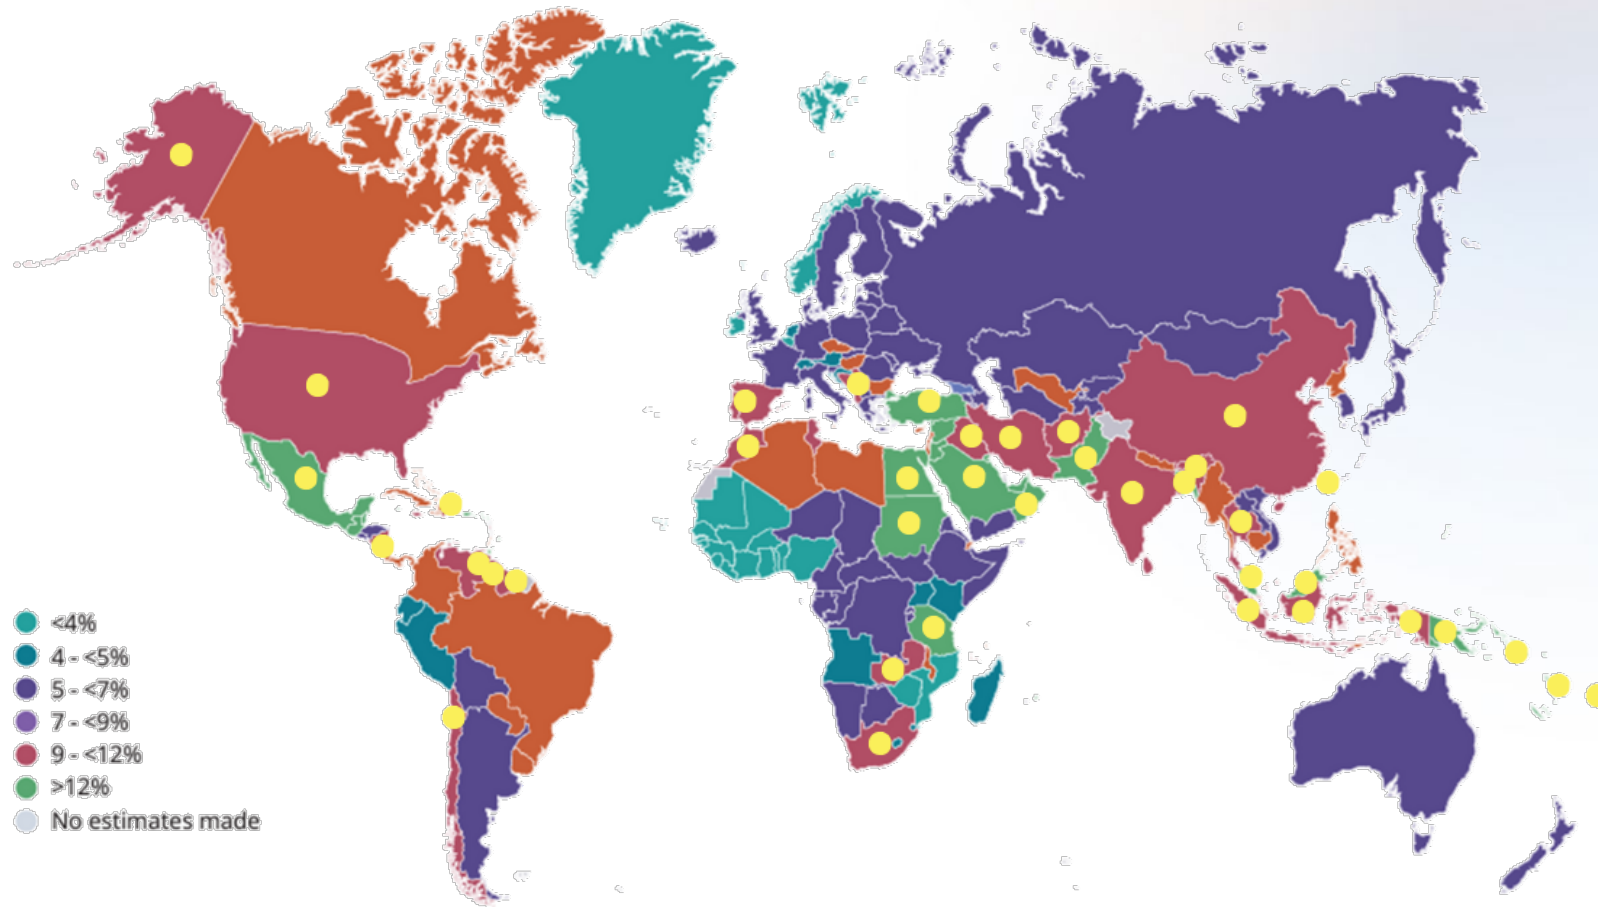 <4%
4 - <5%
5 - <7%
7 - <9%
9 - <12%
>12%
No estimates made